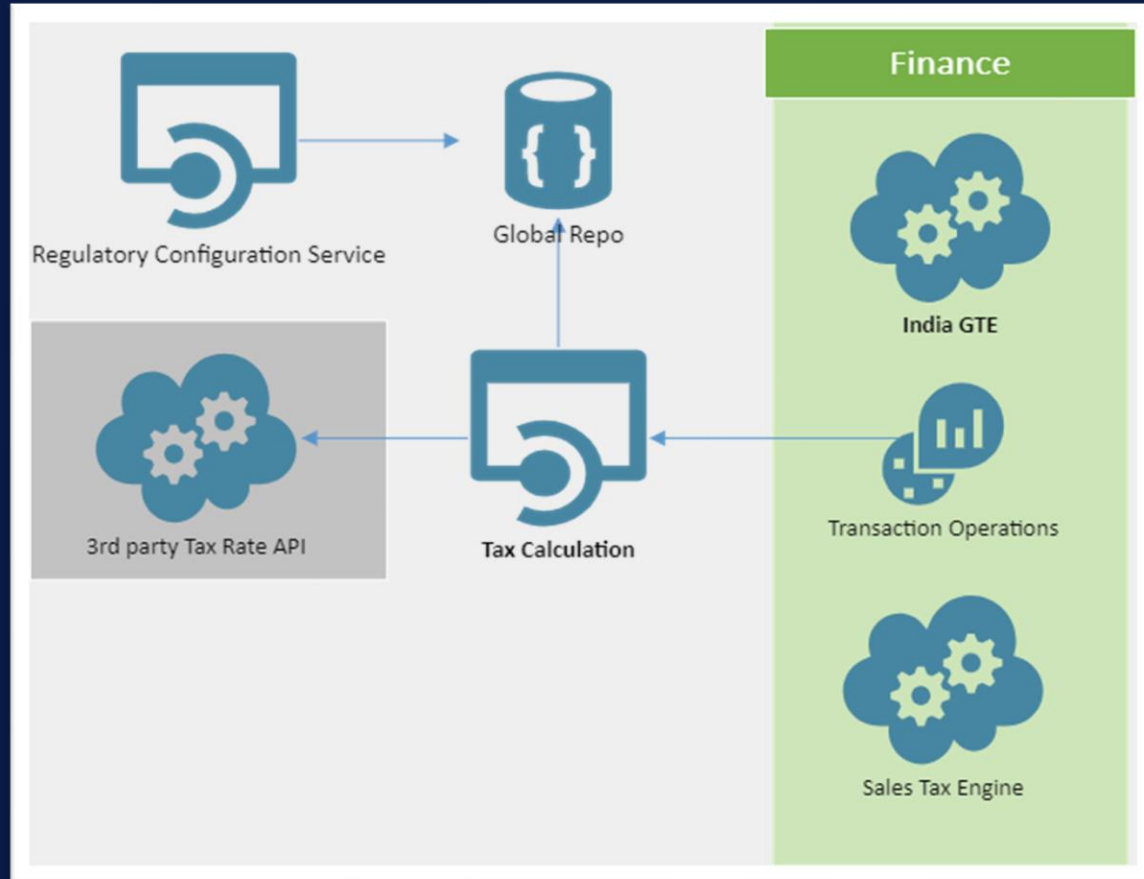 Finance
Regulatory Configuration Service
Global Repo
India GTE
3rd party Tax Rate API
Tax Calculation
Transaction Operations
Sales Tax Engine